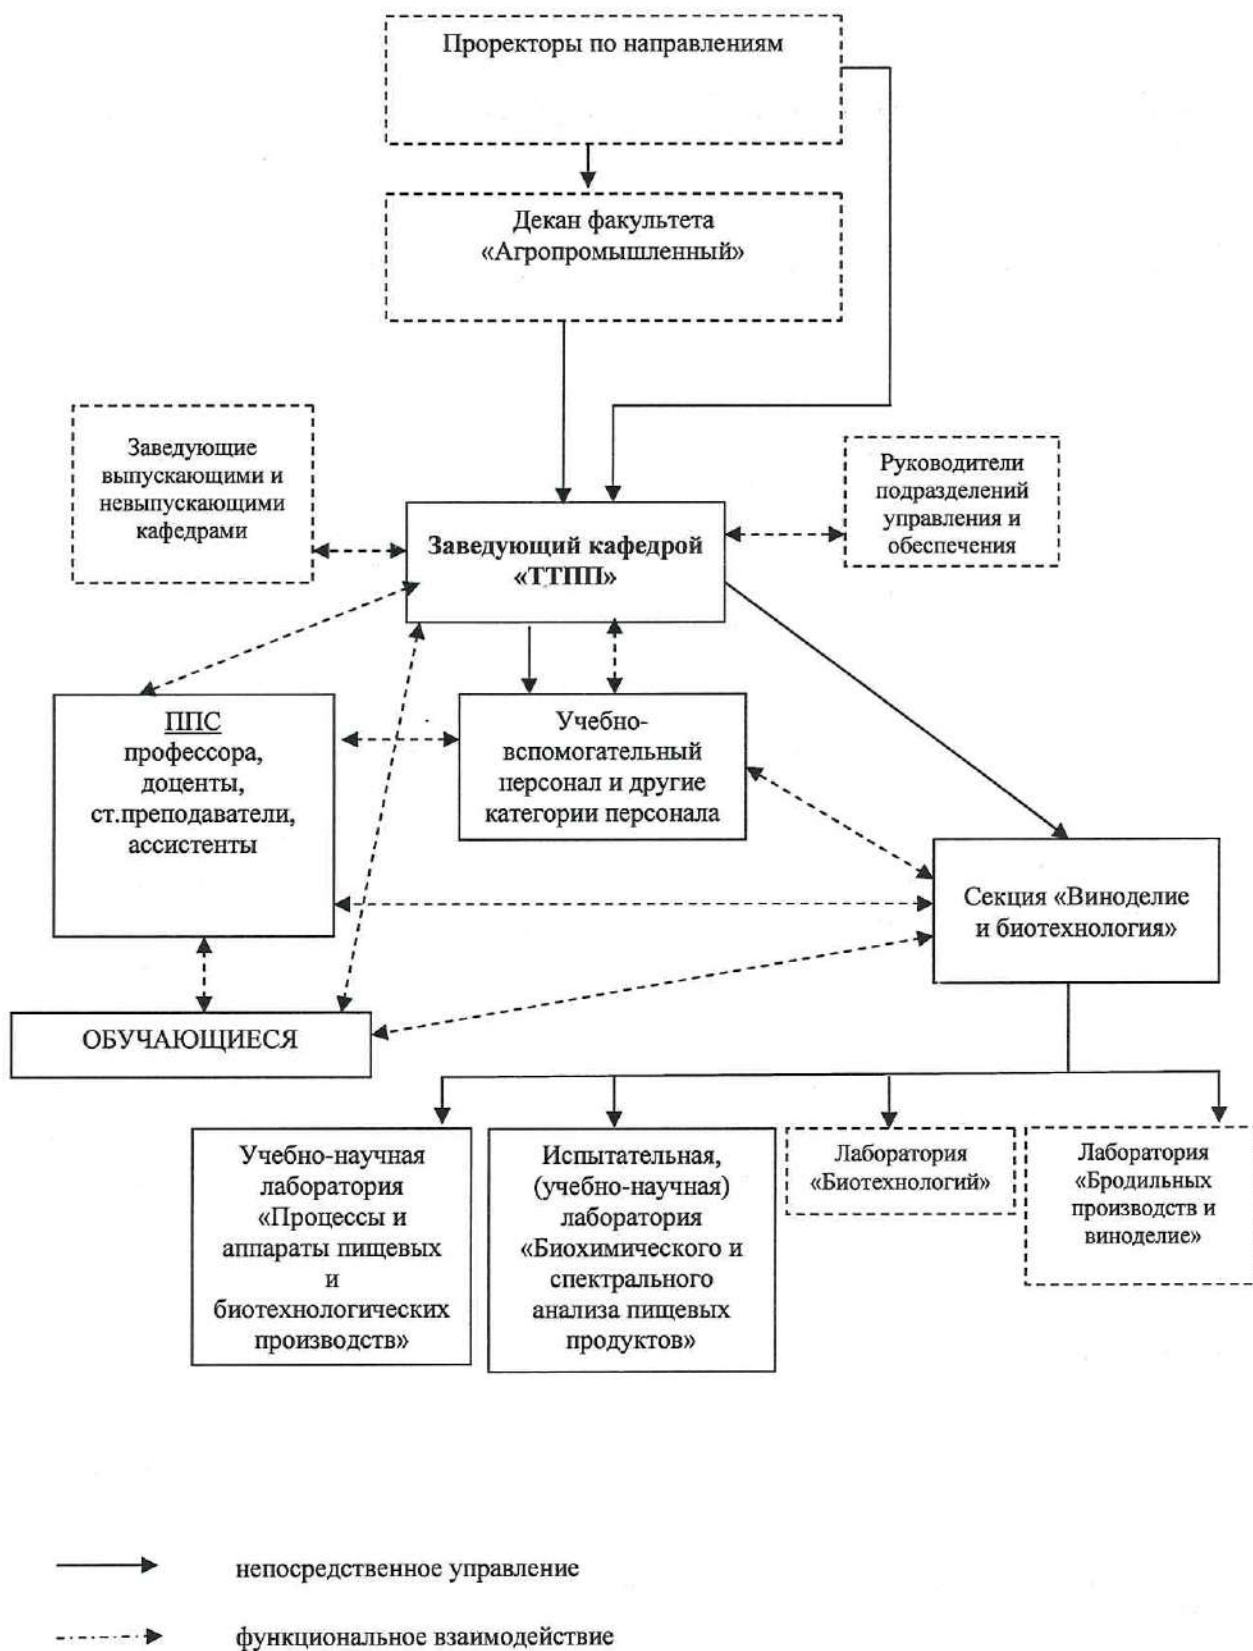 Проректоры по направлениям
Декан факультета
«Агропромышленный»
Заведующие
выпускающими и
невыпускающими
кафедрами
Руководители
подразделений
управления и
обеспечения
Заведующий кафедрой
«ТТПП»
ППС
профессора,
доценты,
ст.преподаватели,
ассистенты
Учебно-
вспомогательный
персонал и другие
категории персонала
Секция «Виноделие
и биотехнология»
ОБУЧАЮЩИЕСЯ
Учебно-научная
лаборатория
«Процессы и
аппараты пищевых
и
биотехнологических
производств»
Испытательная,
(учебно-научная)
лаборатория
«Биохимического и
спектрального
анализа пищевых
продуктов»
Лаборатория
«Биотехнологий»
Лаборатория
«Бродильных
производств и
виноделие»
непосредственное управление
функциональное взаимодействие